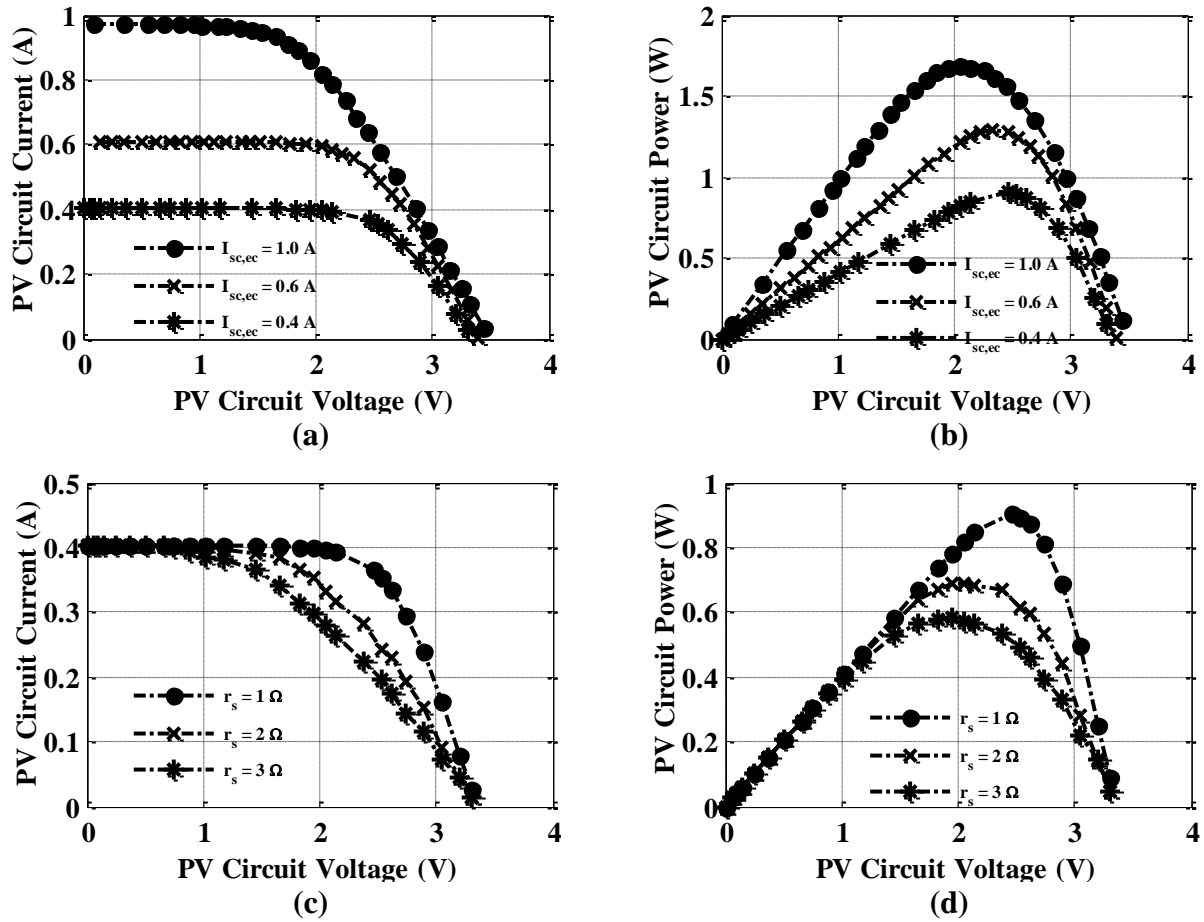 PV Circuit Current (A)
1
0.8
0.6
0.4
0.2
0
0
1
2
3
4
I_sc,ec = 1.0 A
I_sc,ec = 0.6 A
I_sc,ec = 0.4 A
PV Circuit Voltage (V)
(a)
PV Circuit Power (W)
2
1.5
1
0.5
0
0
1
2
3
4
I_sc,ec = 1.0 A
I_sc,ec = 0.6 A
I_sc,ec = 0.4 A
PV Circuit Voltage (V)
(b)
PV Circuit Current (A)
0.5
0.4
0.3
0.2
0.1
0
0
1
2
3
4
r_s = 1 Ω
r_s = 2 Ω
r_s = 3 Ω
PV Circuit Voltage (V)
(c)
PV Circuit Power (W)
1
0.8
0.6
0.4
0.2
0
0
1
2
3
4
r_s = 1 Ω
r_s = 2 Ω
r_s = 3 Ω
PV Circuit Voltage (V)
(d)